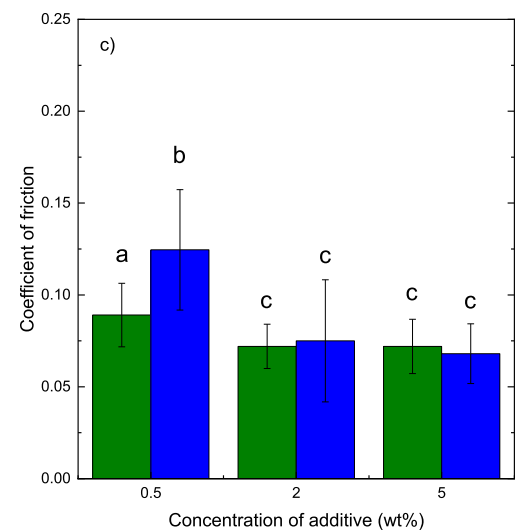 c)
0.25
0.20
0.15
0.10
0.05
0.00
Coefficient of friction
a
b
c
c
c
c
0.5
2
5
Concentration of additive (wt%)